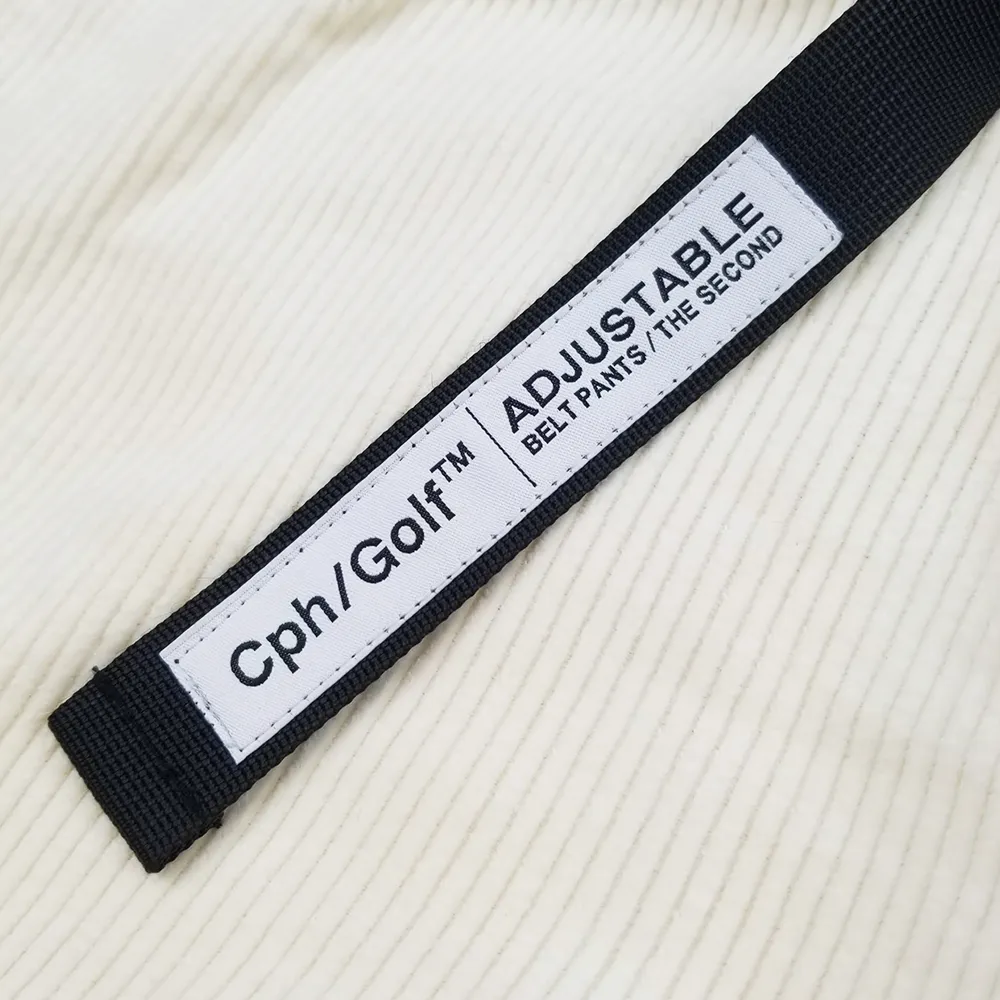 Cph/Golf™
ADJUSTABLE
BELT PANTS / THE SECOND